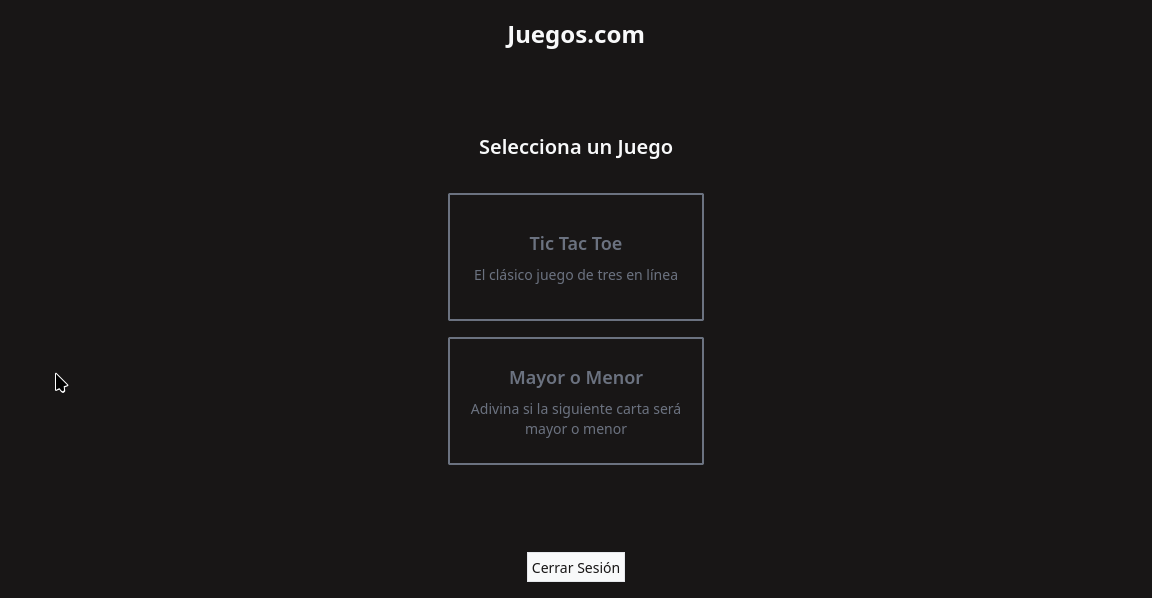 Juegos.com
Selecciona un Juego
Tic Tac Toe
El clásico juego de tres en línea
Mayor o Menor
Adivina si la siguiente carta será
mayor o menor
Cerrar Sesión